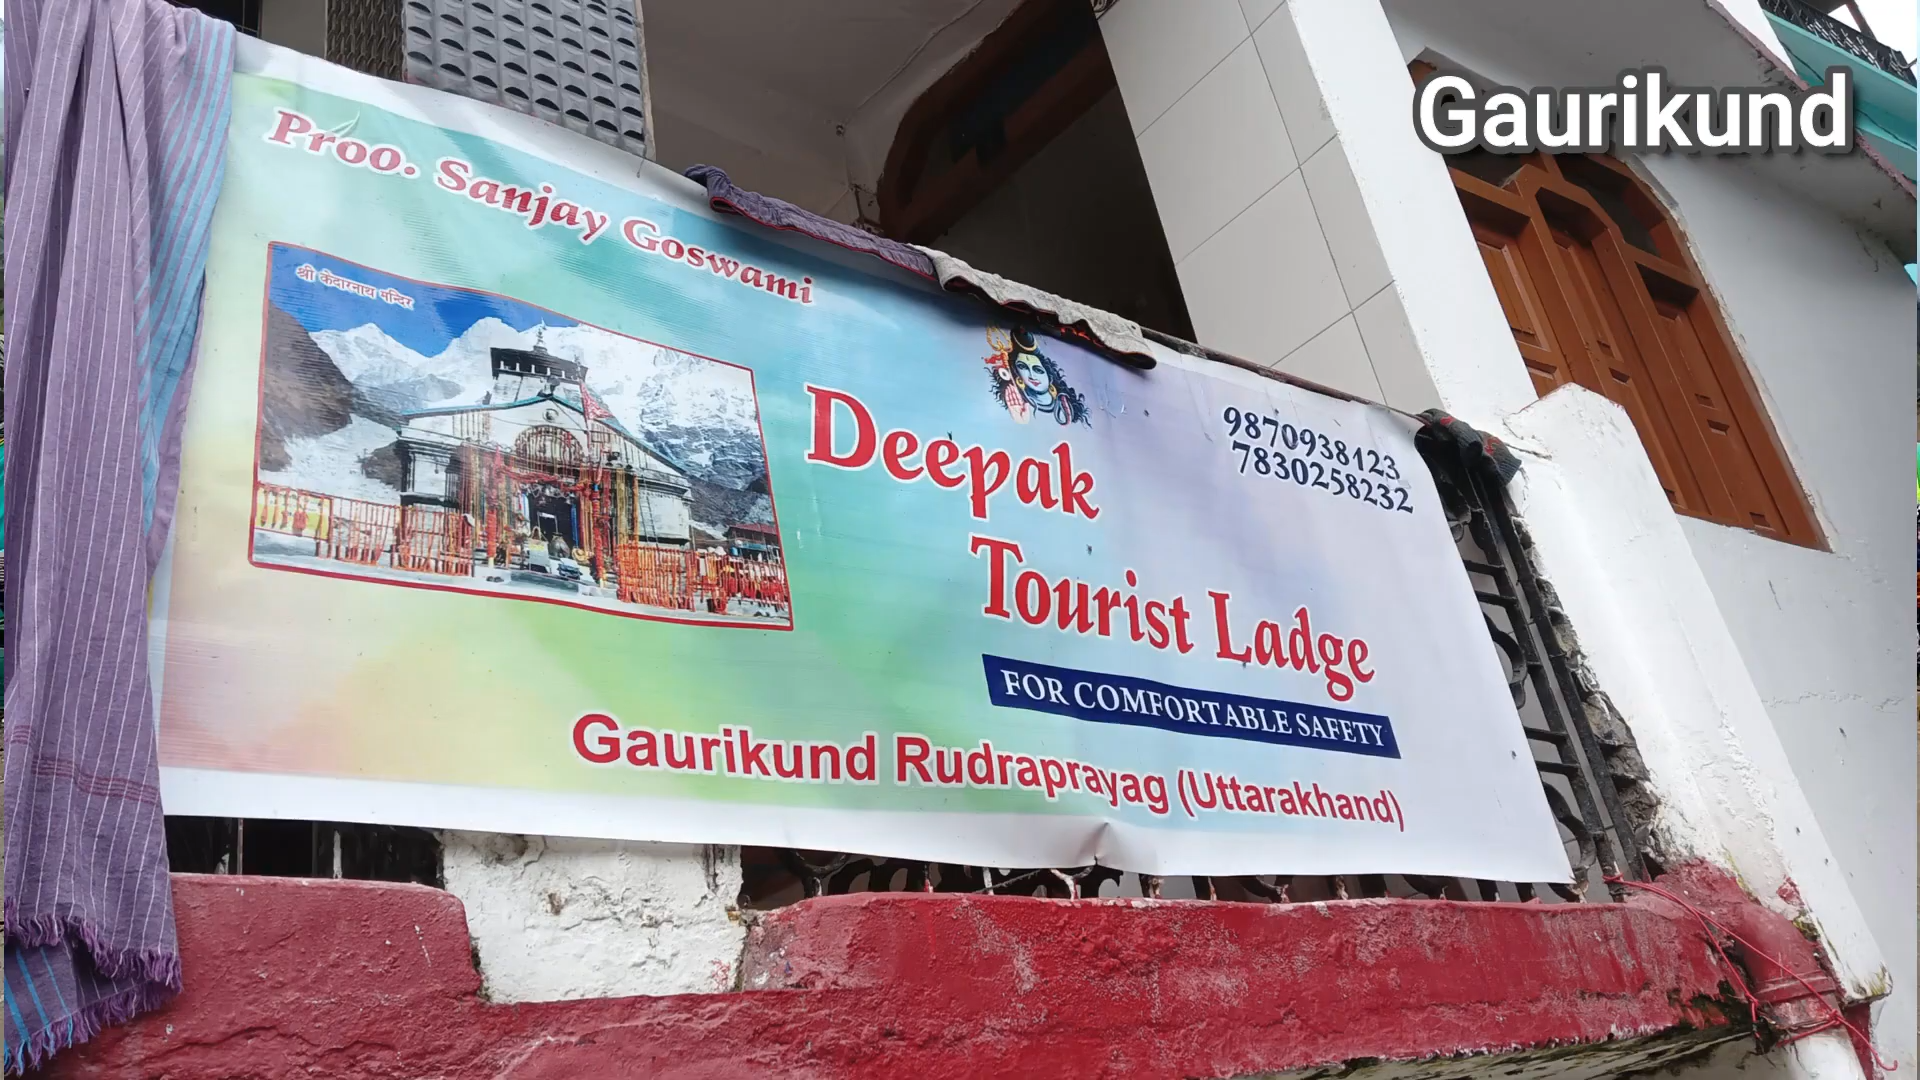 Gaurikund
Proo. Sanjay Goswami
श्री केदारनाथ मन्दिर
9870938123
7830258232
Deepak
Tourist Ladge
FOR COMFORTABLE SAFETY
Gaurikund Rudraprayag (Uttarakhand)